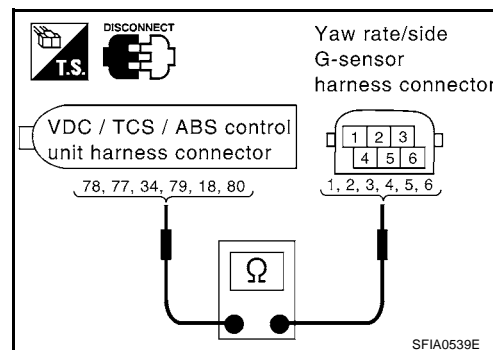 T.S.
DISCONNECT
Yaw rate/side
G-sensor
harness connector
VDC / TCS / ABS control
unit harness connector
1 2 3
4 5 6
78, 77, 34, 79, 18, 80
1, 2, 3, 4, 5, 6
Ω
SFIA0539E